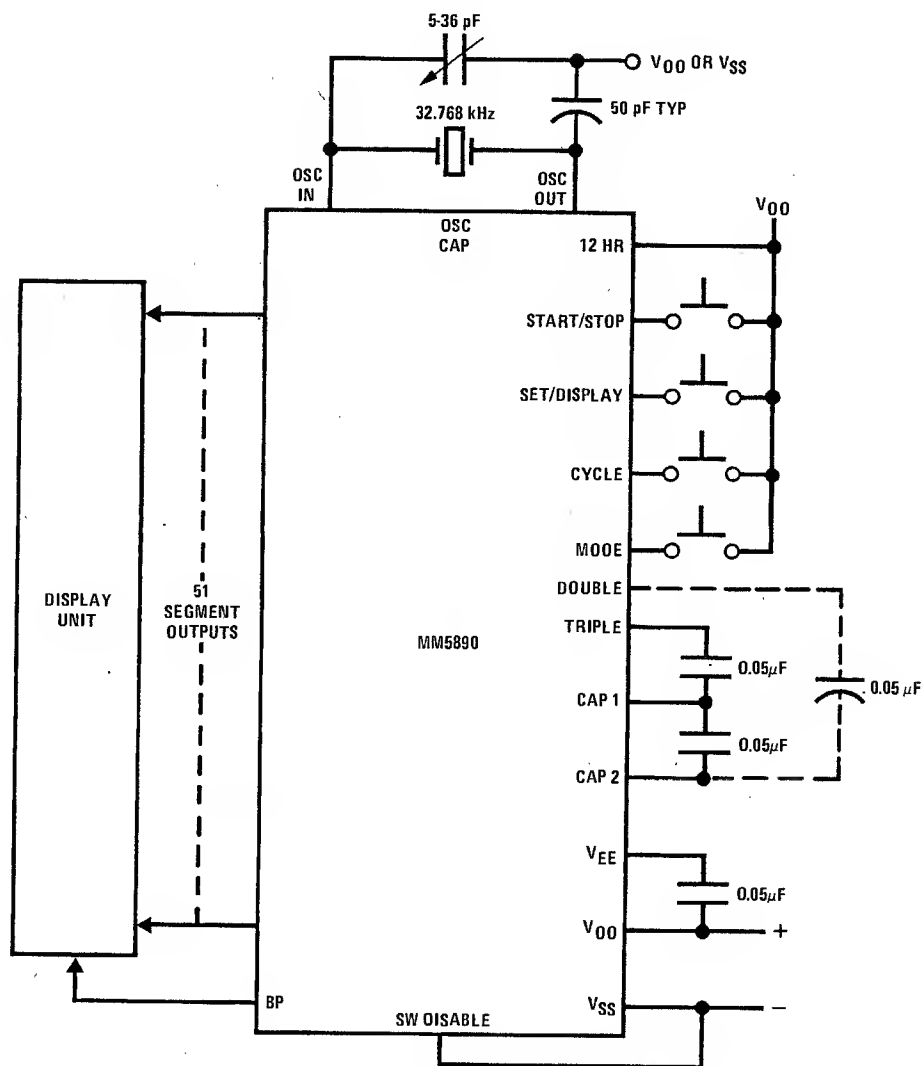 5-36 pF
V00 OR VSS
50 pF TYP
32.768 kHz
OSC
IN
OSC
OUT
OSC
CAP
V00
12 HR
START/STOP
SET/DISPLAY
CYCLE
MOOE
DOUBLE
TRIPLE
0.05µF
CAP 1
0.05 µF
0.05µF
CAP 2
DISPLAY
UNIT
51
SEGMENT
OUTPUTS
MM5890
VEE
0.05µF
V00
+
BP
VSS
−
SW OISABLE